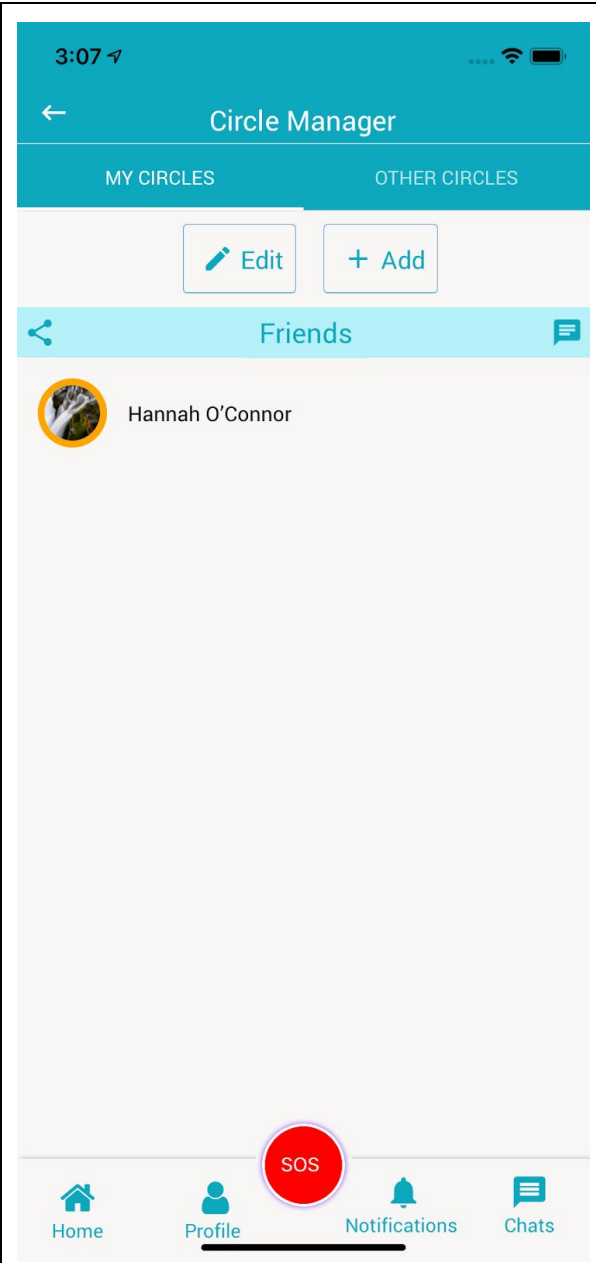 3:07
Circle Manager
MY CIRCLES OTHER CIRCLES
Edit + Add
Friends
Hannah O’Connor
SOS
Home Profile Notifications Chats